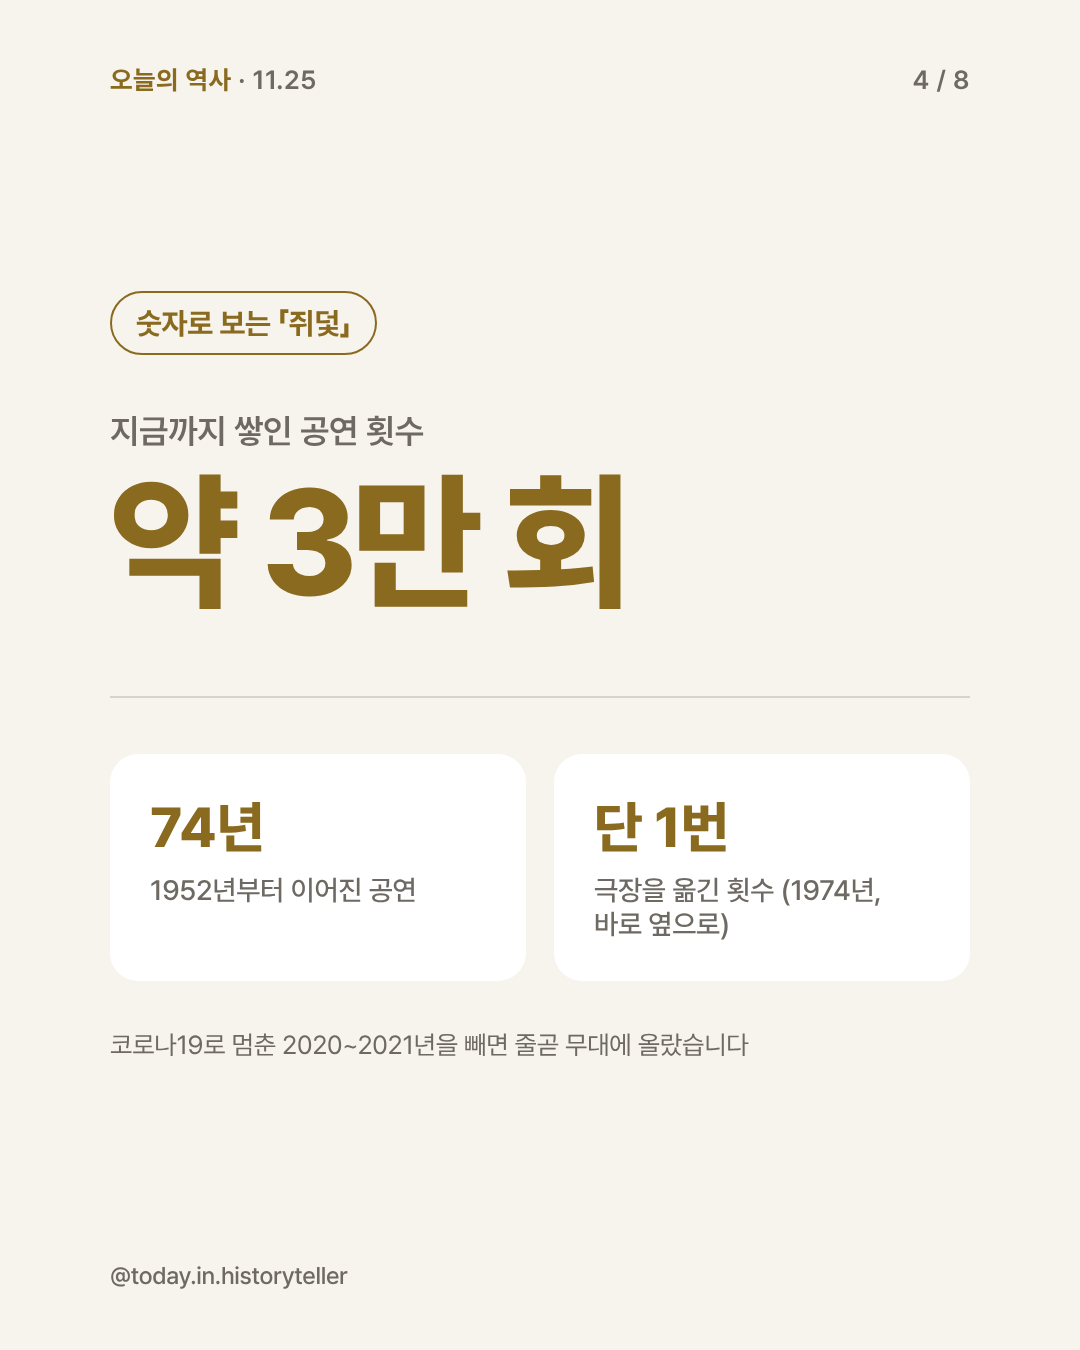 오늘의 역사 · 11.25
4 / 8
숫자로 보는 「쥐덫」
지금까지 쌓인 공연 횟수
약 3만 회
74년
1952년부터 이어진 공연
단 1번
극장을 옮긴 횟수 (1974년,
바로 옆으로)
코로나19로 멈춘 2020~2021년을 빼면 줄곧 무대에 올랐습니다
@today.in.historyteller